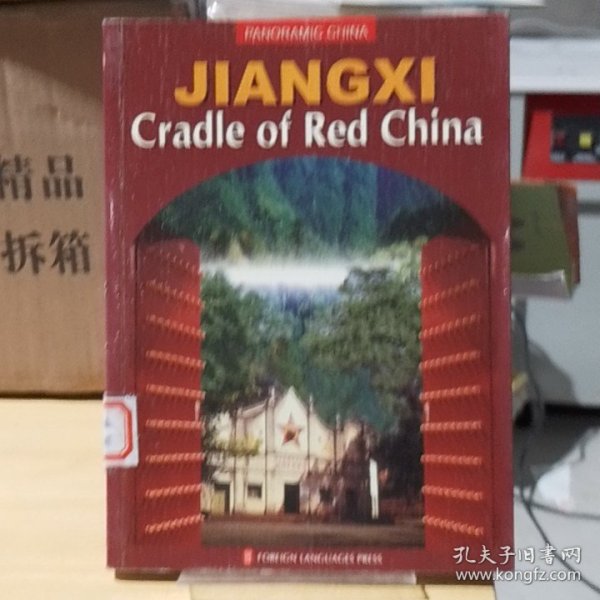 PANORAMIC CHINA
JIANGXI
Cradle of Red China
精品
拆箱
FOREIGN LANGUAGES PRESS
孔夫子旧书网
www.kongfz.com